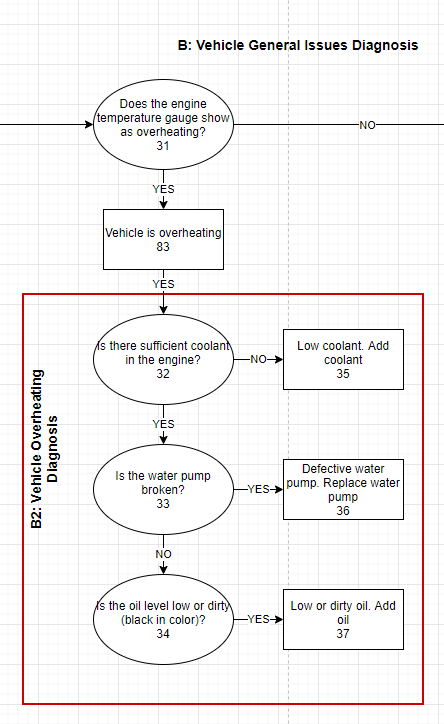 B: Vehicle General Issues Diagnosis
Does the engine
temperature gauge show
as overheating?
31
NO
YES
Vehicle is overheating
83
YES
B2: Vehicle Overheating
Diagnosis
Is there sufficient coolant
in the engine?
32
NO
Low coolant. Add
coolant
35
YES
Is the water pump
broken?
33
YES
Defective water
pump. Replace water
pump
36
NO
Is the oil level low or dirty
(black in color)?
34
YES
Low or dirty oil. Add
oil
37